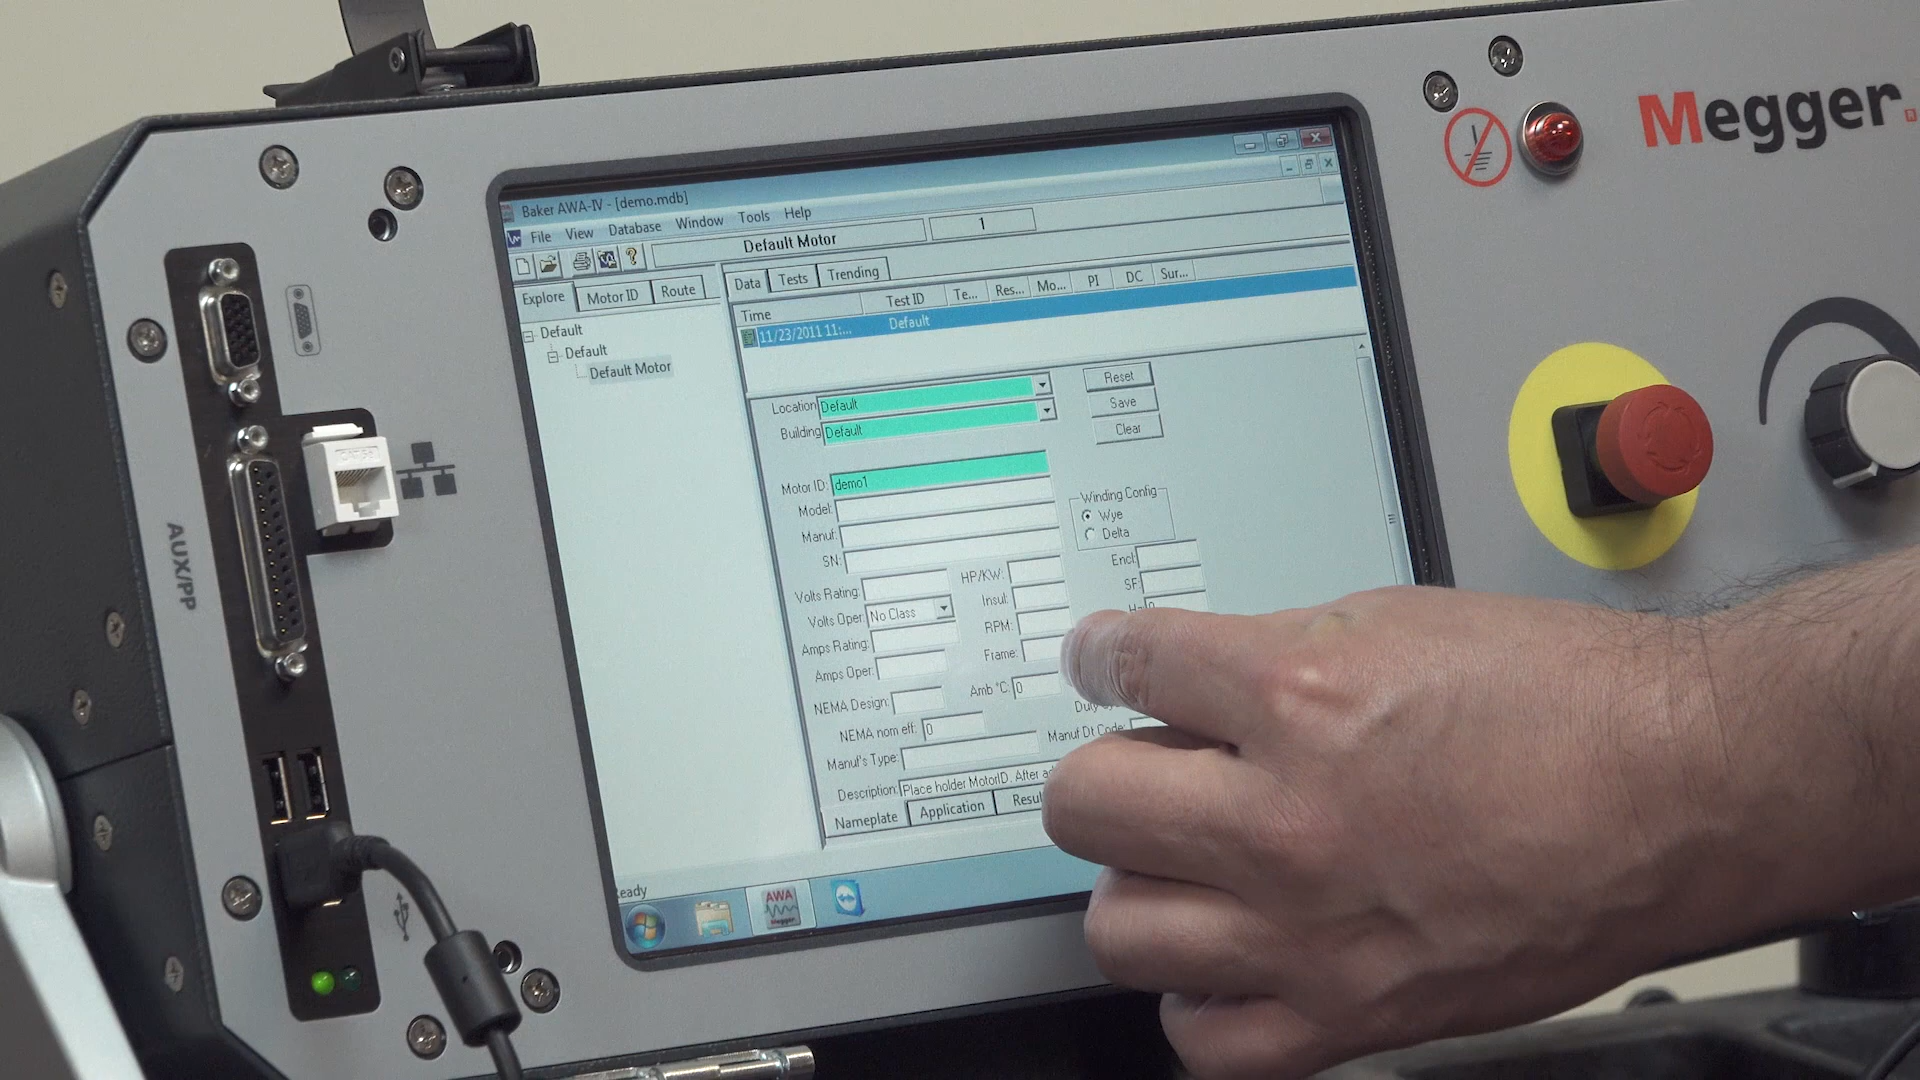 Megger.
Baker AWA-IV - [demo.mdb]
File View Database Window Tools Help
Default Motor 1
Explore Motor ID Route
Data Tests Trending
Time Test ID Te... Res... Mo... PI DC Sur...
11/23/2011 11:... Default
Default
Default
Default Motor
Location Default
Building Default
Reset
Save
Clear
Motor ID: demo1
Model:
Manuf:
SN:
Winding Config
Wye
Delta
Volts Rating:
Volts Oper: No Class
Amps Rating:
Amps Oper:
NEMA Design:
NEMA nom eff: 0
Manuf's Type:
HP/KW:
Insul:
RPM:
Frame:
Amb °C: 0
Encl:
SF:
Manuf Dt Code:
Description: Place holder MotorID. After
Nameplate Application
AWA
Megger
AUX/PP